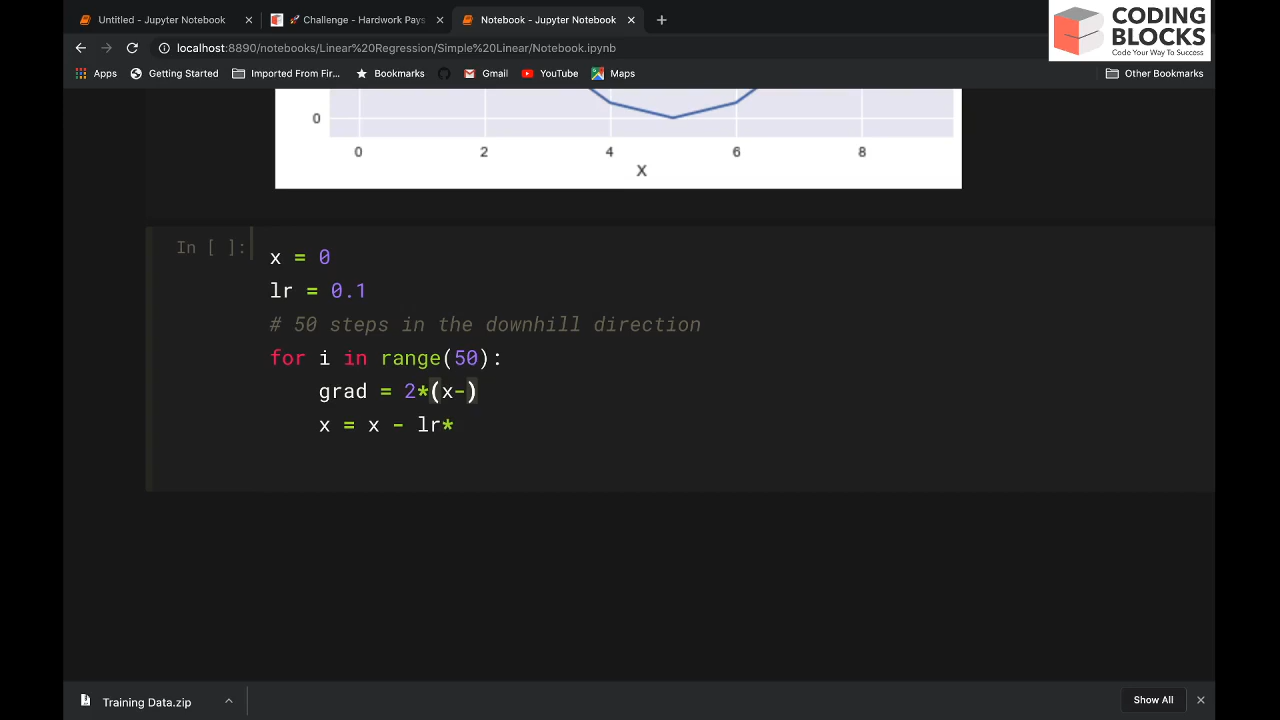 Untitled - Jupyter Notebook
Challenge - Hardwork Pays
Notebook - Jupyter Notebook
localhost:8890/notebooks/Linear%20Regression/Simple%20Linear/Notebook.ipynb
CODING
BLOCKS
Code Your Way To Success
Apps Getting Started Imported From Fir... Bookmarks Gmail YouTube Maps Other Bookmarks
0
0 2 4 6 8
X
In [ ]:
x = 0
lr = 0.1
# 50 steps in the downhill direction
for i in range(50):
    grad = 2*(x-)
    x = x - lr*
Training Data.zip
Show All